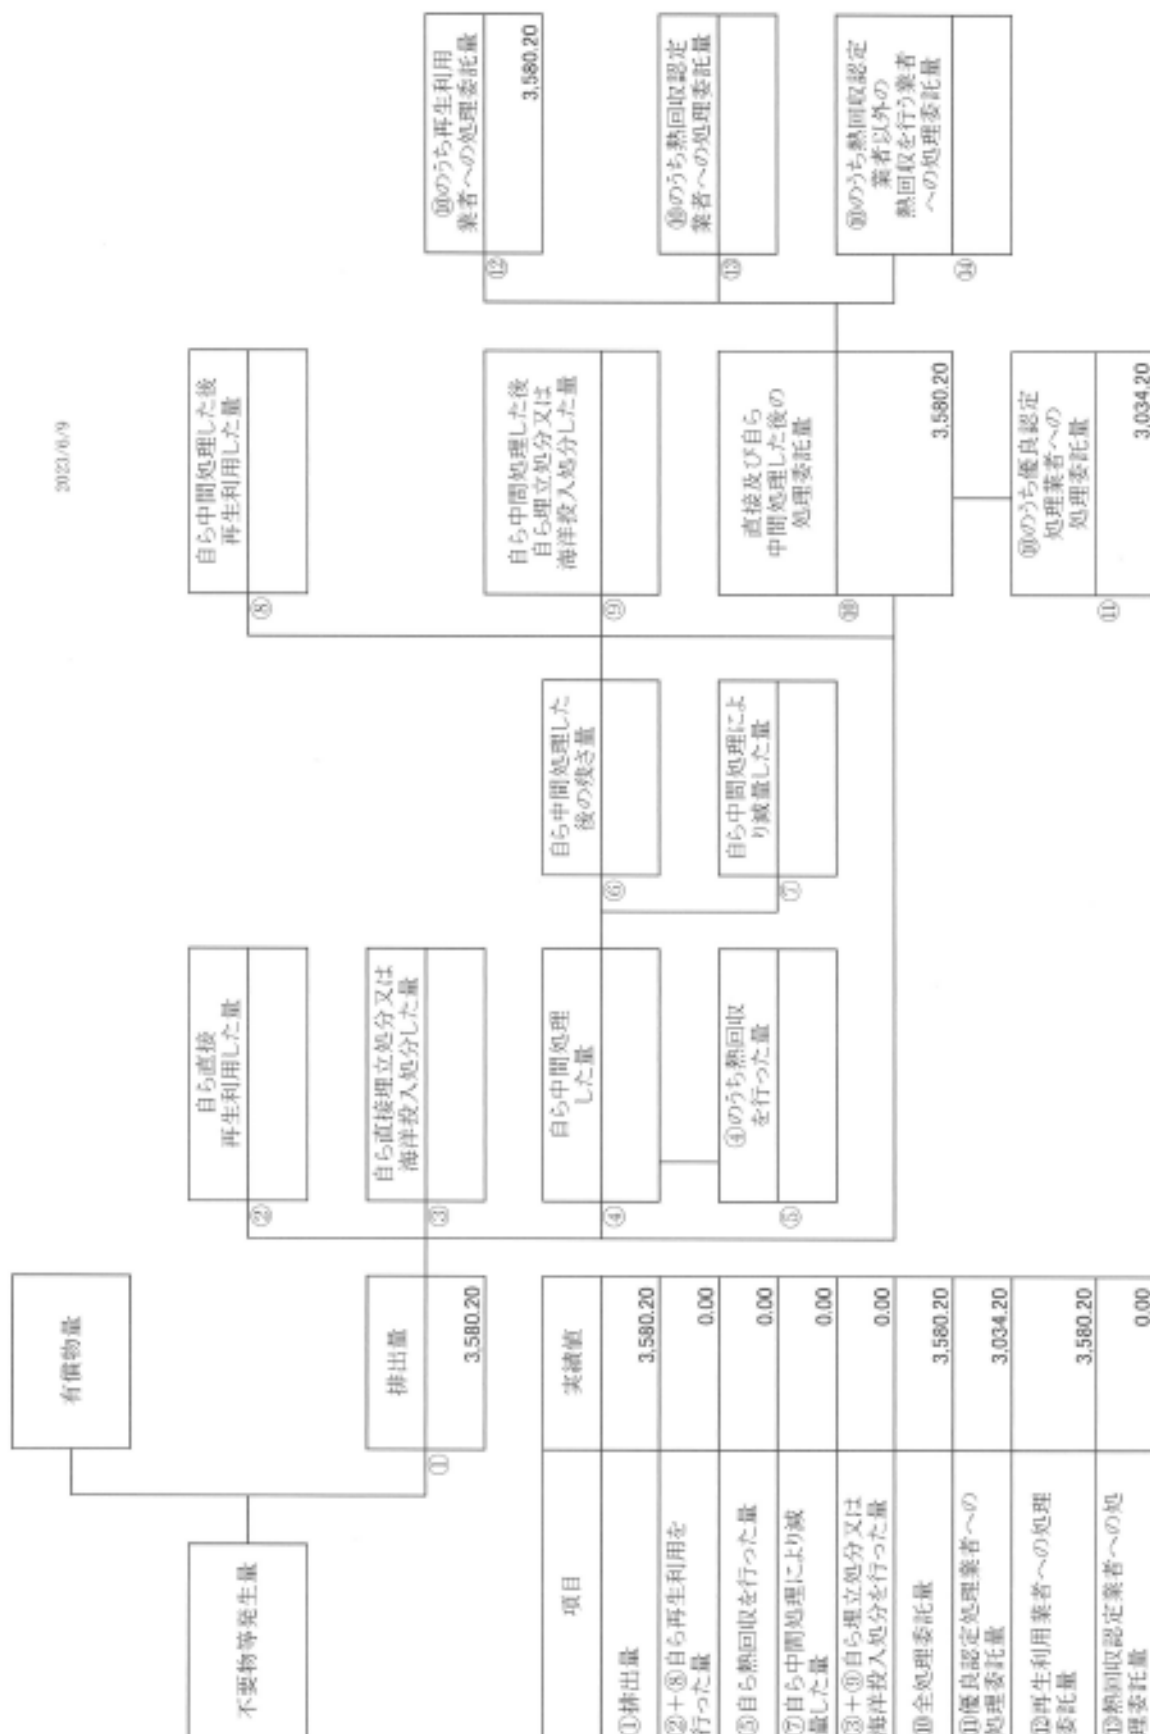 2023/6/9
不要物等発生量
有償物量
①
排出量
3,580.20
②
自ら直接
再生利用した量
③
自ら直接埋立処分又は
海洋投入処分した量
④
自ら中間処理
した量
⑤
④のうち熱回収
を行った量
⑥
自ら中間処理した
後の残さ量
⑦
自ら中間処理によ
り減量した量
⑧
自ら中間処理した後
再生利用した量
⑨
自ら中間処理した後
自ら埋立処分又は
海洋投入処分した量
⑩
直接及び自ら
中間処理した後の
処理委託量
3,580.20
⑪
⑩のうち優良認定
処理業者への
処理委託量
3,034.20
⑫
⑩のうち再生利用
業者への処理委託量
3,580.20
⑬
⑩のうち熱回収認定
業者への処理委託量
⑭
⑩のうち熱回収認定
業者以外の
熱回収を行う業者
への処理委託量
項目
実績値
①排出量
3,580.20
②+⑧自ら再生利用を
行った量
0.00
⑤自ら熱回収を行った量
0.00
⑦自ら中間処理により減
量した量
0.00
③+⑨自ら埋立処分又は
海洋投入処分を行った量
0.00
⑩全処理委託量
3,580.20
⑪優良認定処理業者への
処理委託量
3,034.20
⑫再生利用業者への処理
委託量
3,580.20
⑬熱回収認定業者への処
理委託量
0.00